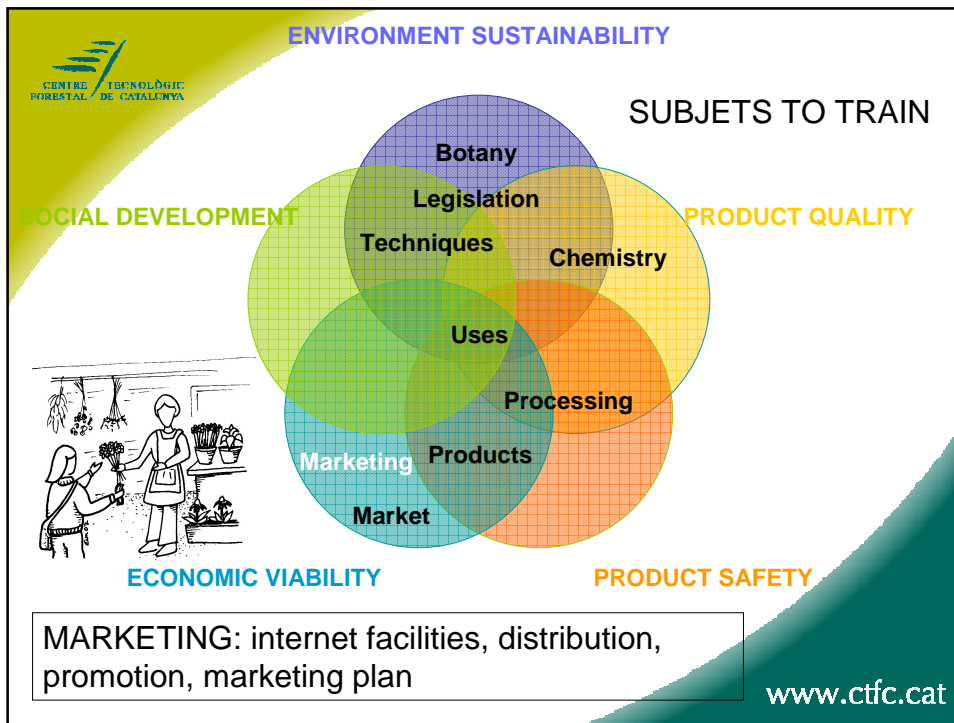 ENVIRONMENT SUSTAINABILITY
CENTRE TECNOLÒGIC
FORESTAL DE CATALUNYA
SUBJETS TO TRAIN
Botany
Legislation
SOCIAL DEVELOPMENT
PRODUCT QUALITY
Techniques
Chemistry
Uses
Processing
Marketing
Products
Market
ECONOMIC VIABILITY
PRODUCT SAFETY
MARKETING: internet facilities, distribution,
promotion, marketing plan
www.ctfc.cat